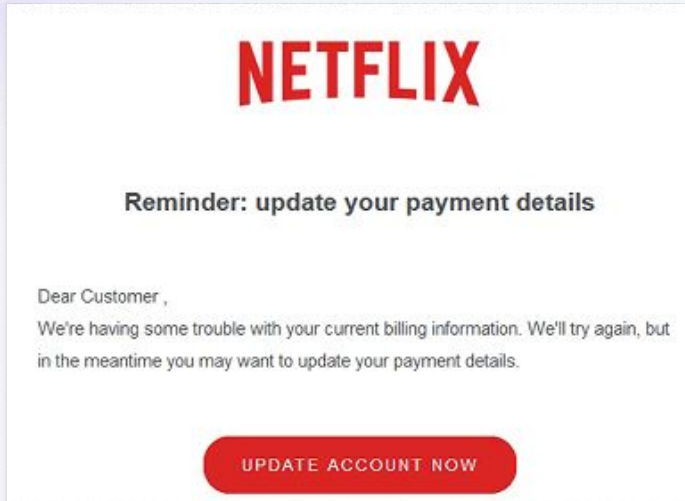 NETFLIX
Reminder: update your payment details
Dear Customer ,
We're having some trouble with your current billing information. We'll try again, but
in the meantime you may want to update your payment details.
UPDATE ACCOUNT NOW